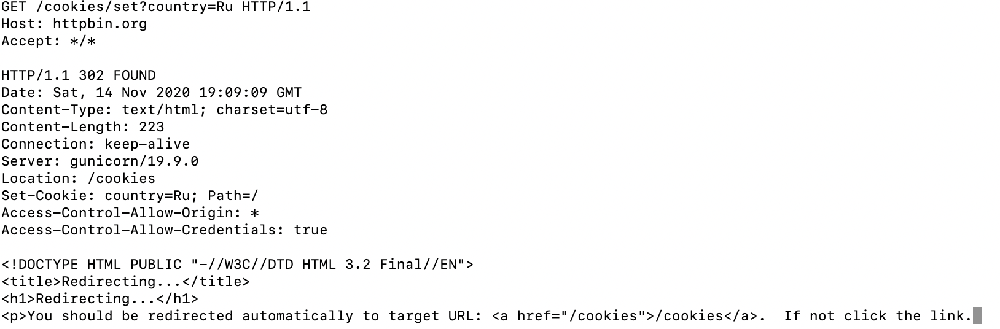 GET /cookies/set?country=Ru HTTP/1.1
Host: httpbin.org
Accept: */*

HTTP/1.1 302 FOUND
Date: Sat, 14 Nov 2020 19:09:09 GMT
Content-Type: text/html; charset=utf-8
Content-Length: 223
Connection: keep-alive
Server: gunicorn/19.9.0
Location: /cookies
Set-Cookie: country=Ru; Path=/
Access-Control-Allow-Origin: *
Access-Control-Allow-Credentials: true

<!DOCTYPE HTML PUBLIC "-//W3C//DTD HTML 3.2 Final//EN">
<title>Redirecting...</title>
<h1>Redirecting...</h1>
<p>You should be redirected automatically to target URL: <a href="/cookies">/cookies</a>.  If not click the link.